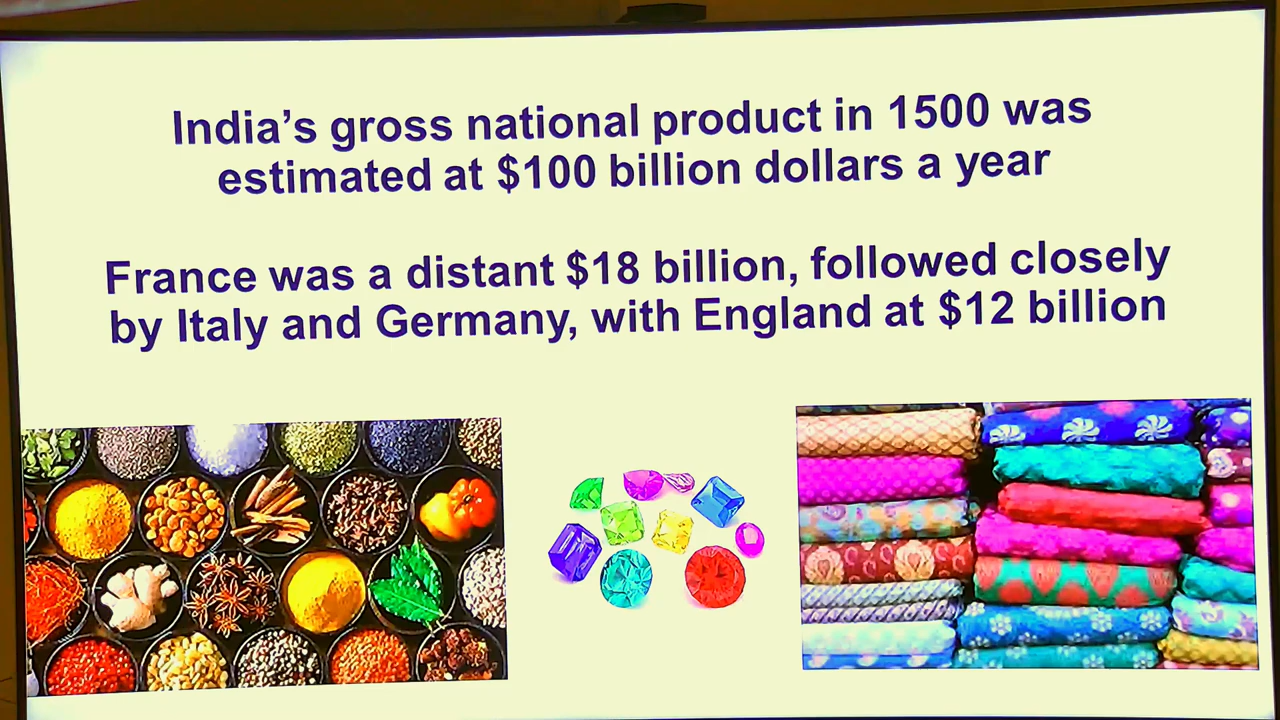 India's gross national product in 1500 was
estimated at $100 billion dollars a year
France was a distant $18 billion, followed closely
by Italy and Germany, with England at $12 billion